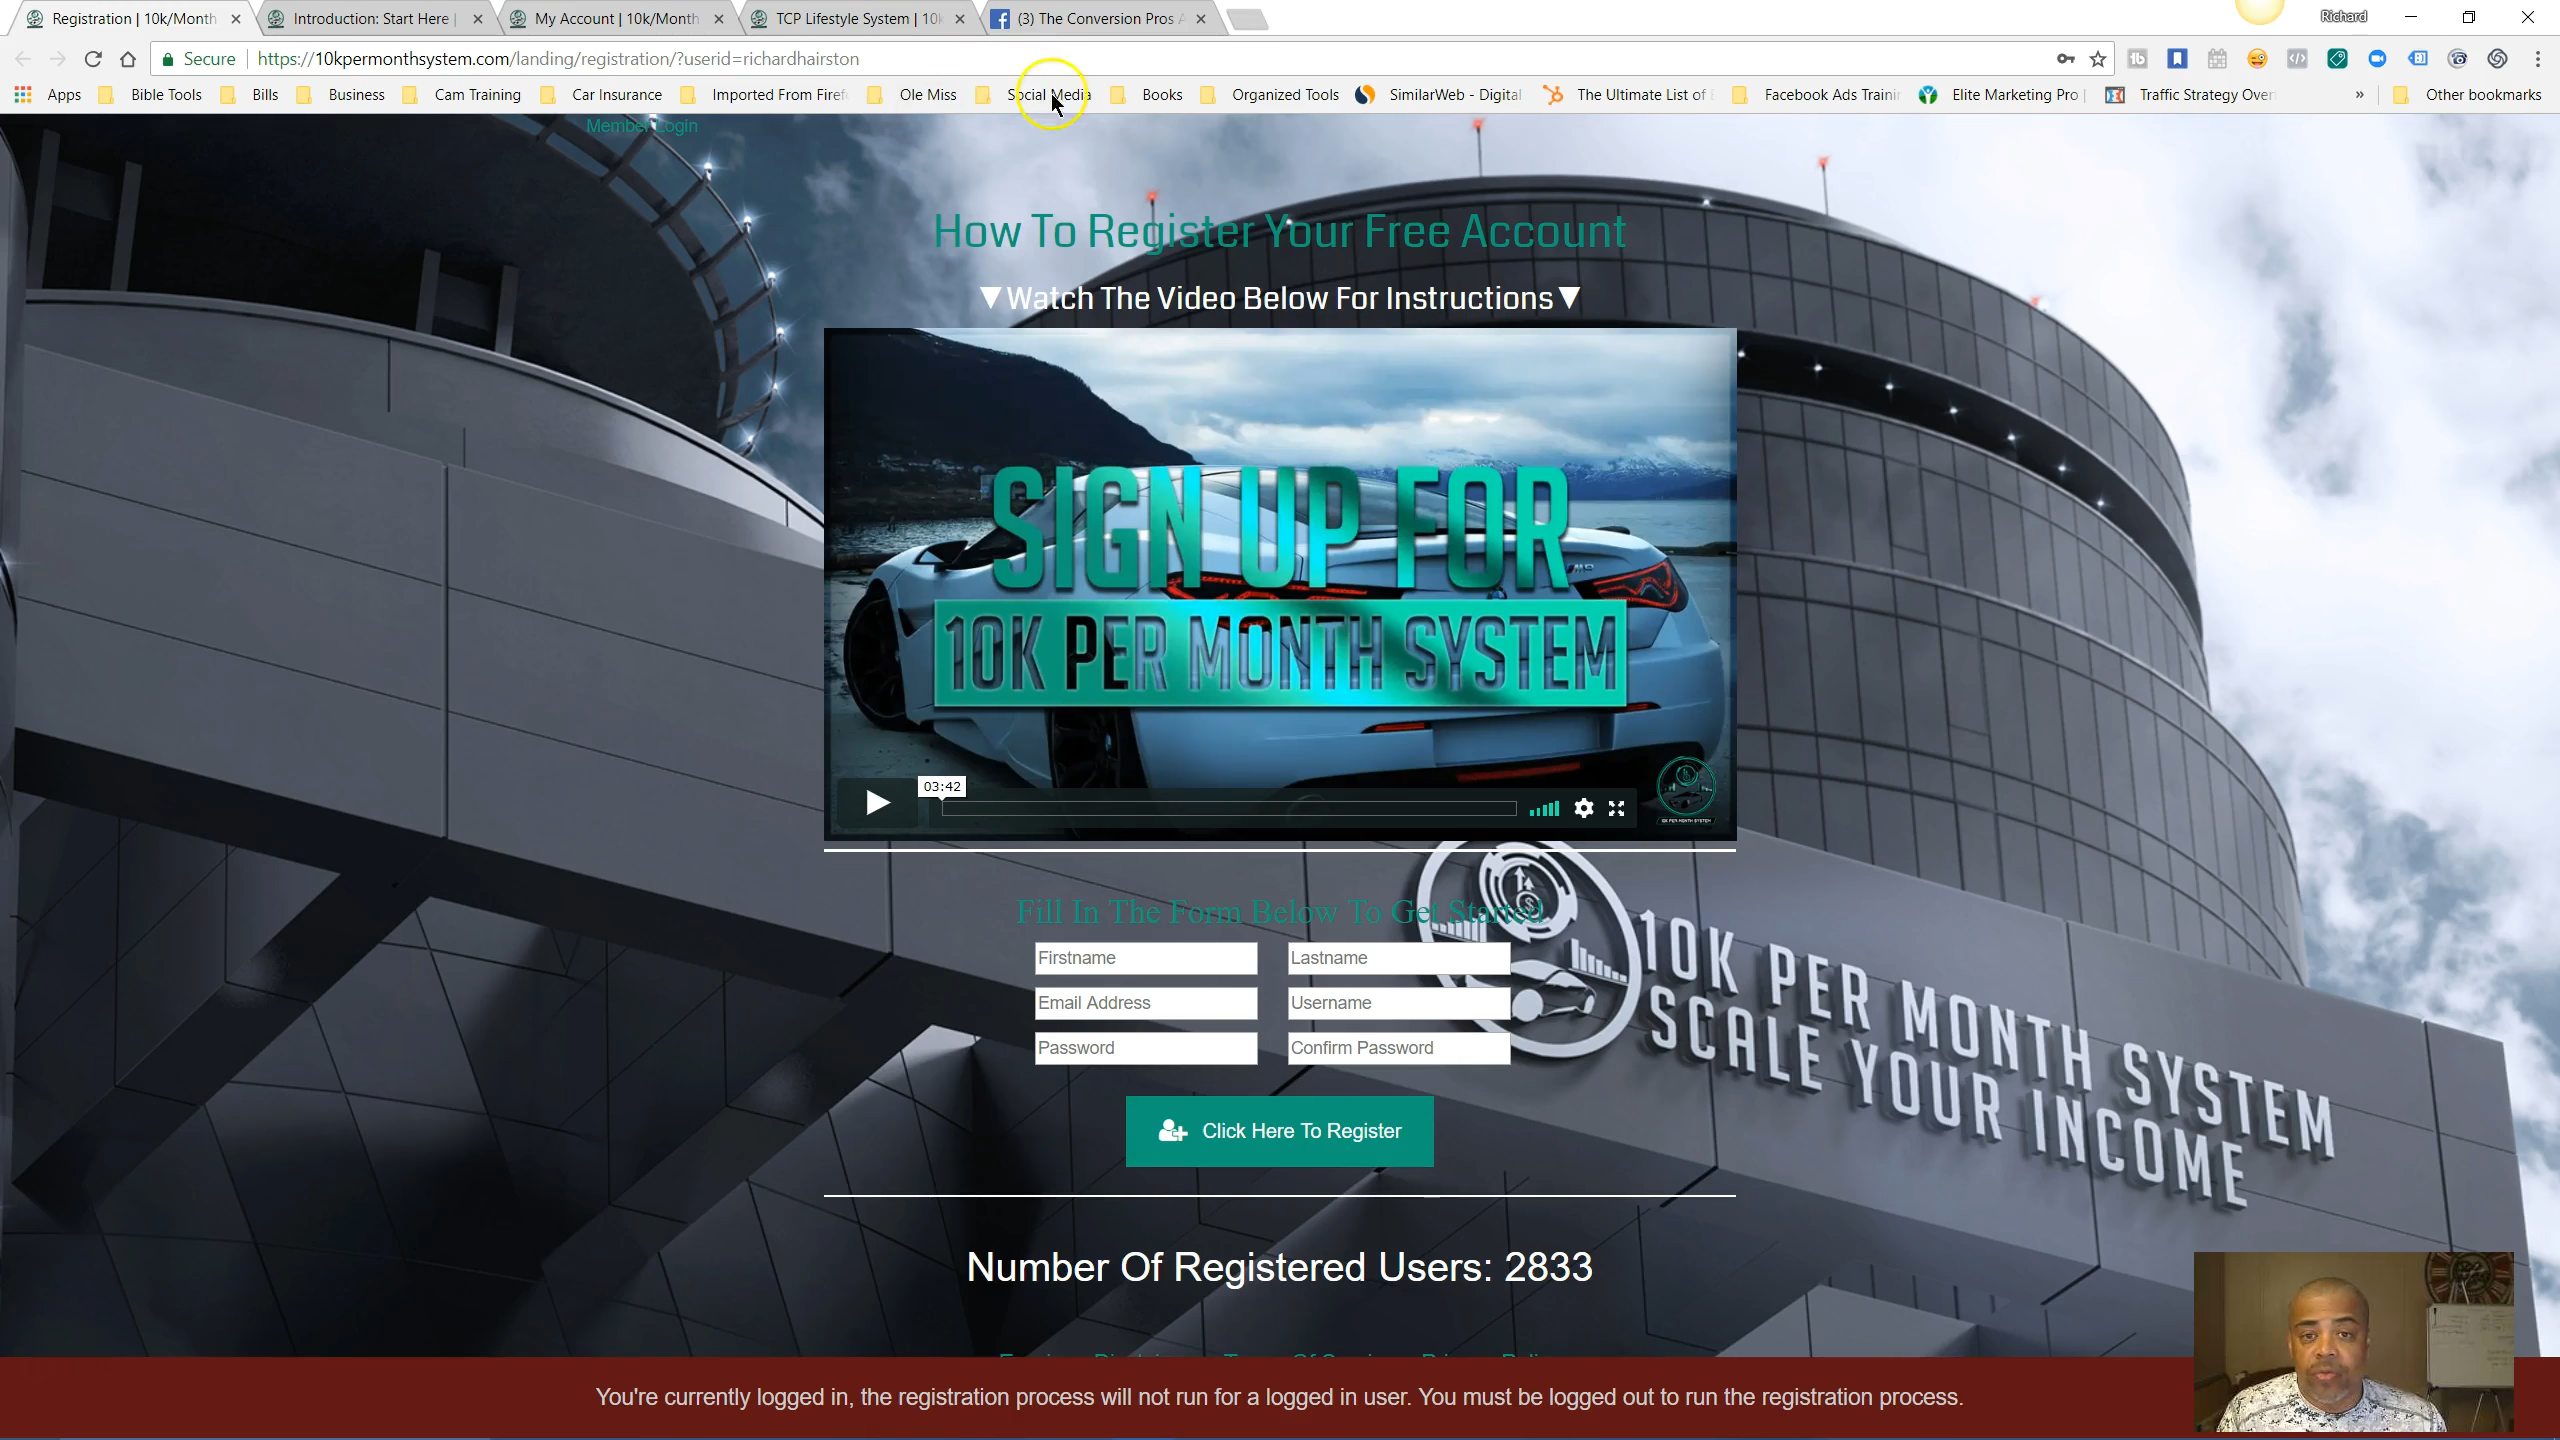 Registration | 10k/Month
Introduction: Start Here |
My Account | 10k/Month
TCP Lifestyle System | 10k
(3) The Conversion Pros A
Richard
Secure
https://10kpermonthsystem.com/landing/registration/?userid=richardhairston
Apps
Bible Tools
Bills
Business
Cam Training
Car Insurance
Imported From Firef
Ole Miss
Social Media
Books
Organized Tools
SimilarWeb - Digital
The Ultimate List of
Facebook Ads Trainin
Elite Marketing Pro |
Traffic Strategy Over
»
Other bookmarks
Member Login
How To Register Your Free Account
▼Watch The Video Below For Instructions▼
SIGN UP FOR
10K PER MONTH SYSTEM
03:42
10K PER MONTH SYSTEM
Fill In The Form Below To Get Started
Firstname
Lastname
Email Address
Username
Password
Confirm Password
Click Here To Register
10K PER MONTH SYSTEM
SCALE YOUR INCOME
Number Of Registered Users: 2833
You're currently logged in, the registration process will not run for a logged in user. You must be logged out to run the registration process.